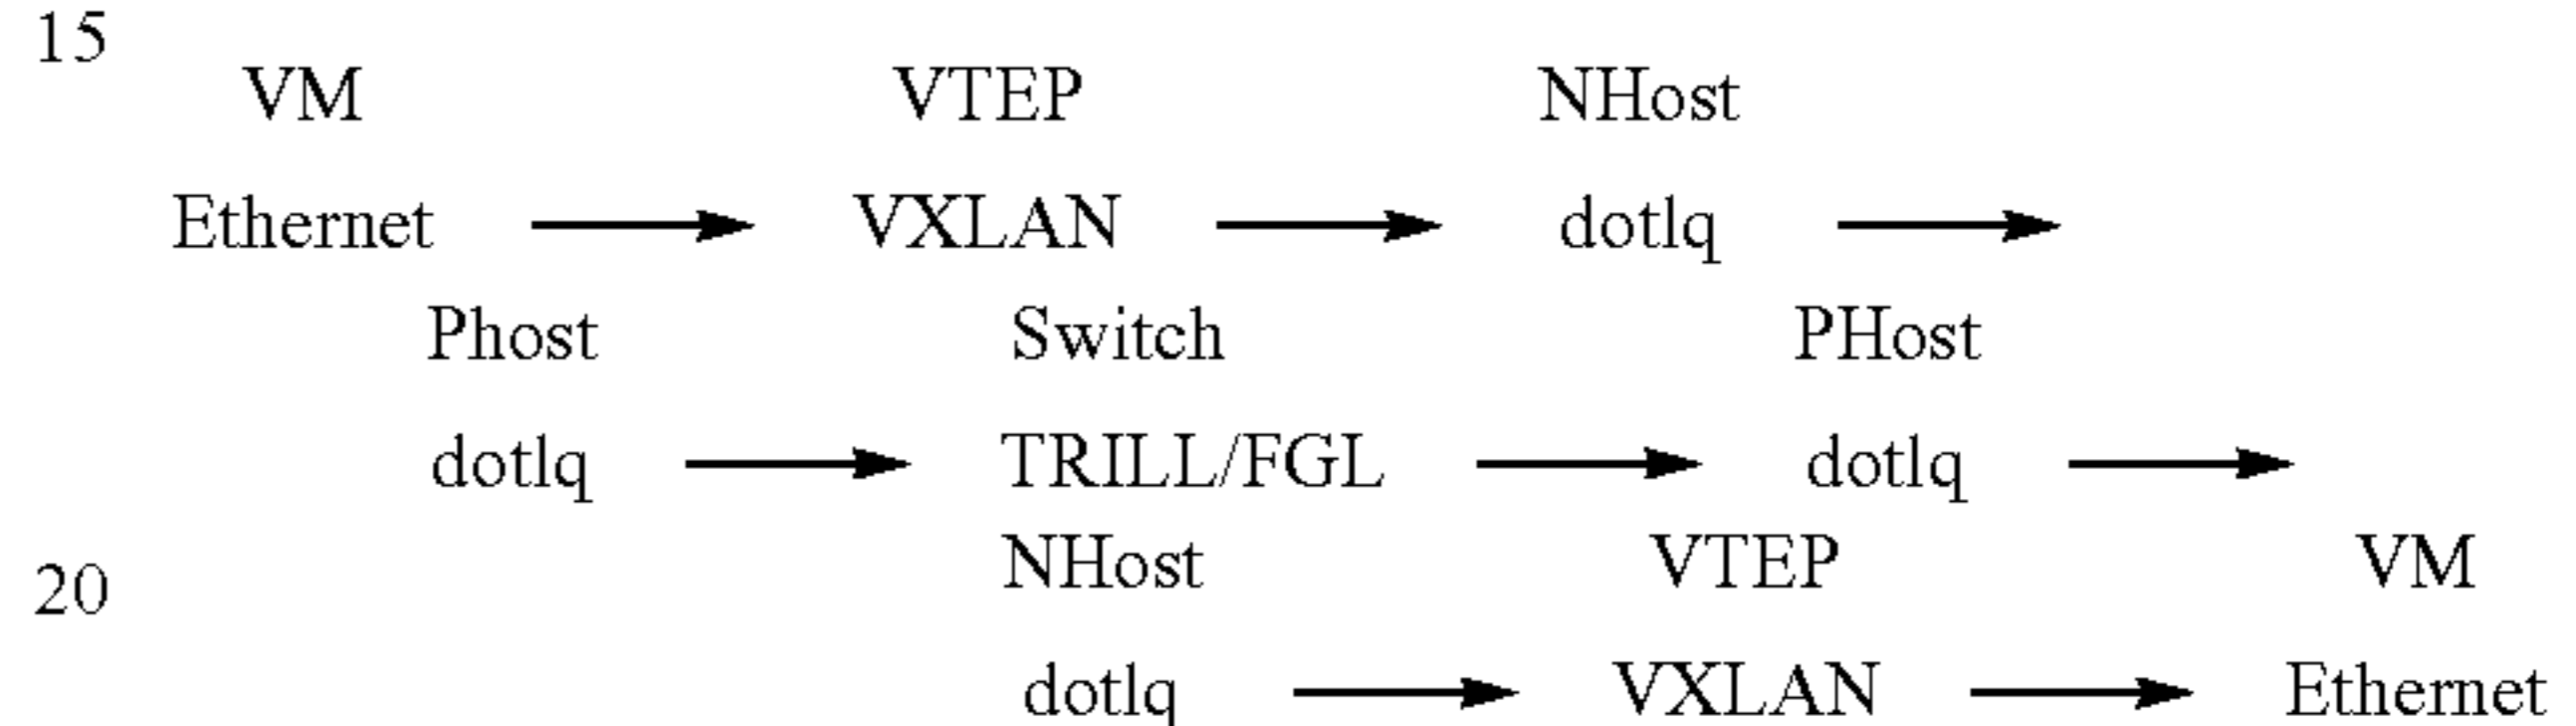 15
VM VTEP NHost
Ethernet → VXLAN → dotlq →
Phost Switch PHost
dotlq → TRILL/FGL → dotlq →
NHost VTEP VM
20
dotlq → VXLAN → Ethernet